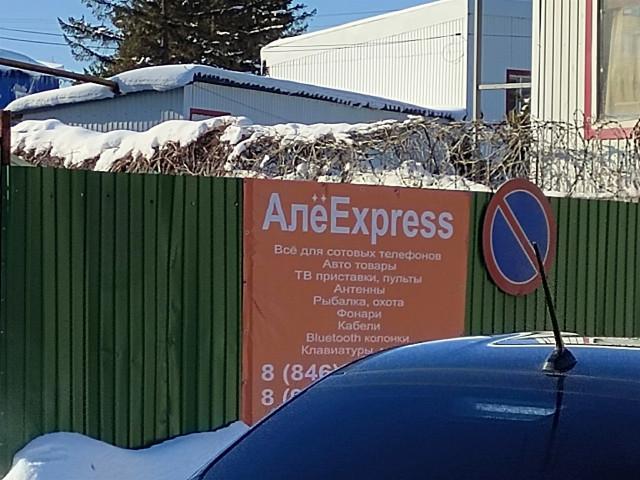 АлёExpress
Всё для сотовых телефонов
Авто товары
ТВ приставки, пульты
Антенны
Рыбалка, охота
Фонари
Кабели
Bluetooth колонки
Клавиатуры
8 (846)
8